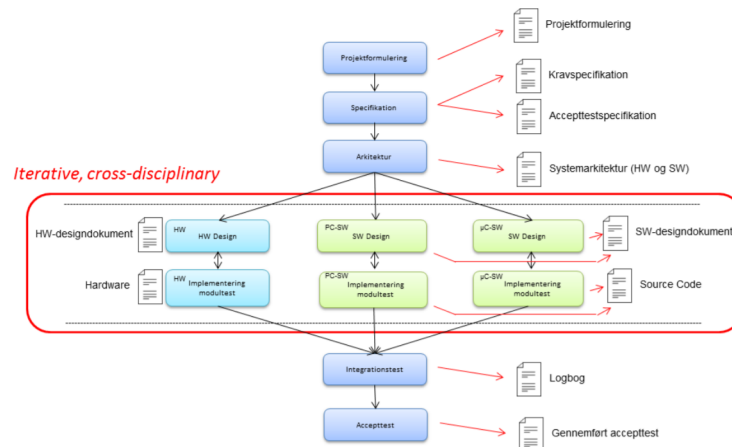 Projektformulering
Projektformulering
Kravspecifikation
Specifikation
Accepttestspecifikation
Arkitektur
Systemarkitektur (HW og SW)
Iterative, cross-disciplinary
HW-designdokument
HW
HW Design
PC-SW
SW Design
µC-SW
SW Design
SW-designdokument
Hardware
HW
Implementering
modultest
PC-SW
Implementering
modultest
µC-SW
Implementering
modultest
Source Code
Integrationstest
Logbog
Accepttest
Gennemført accepttest